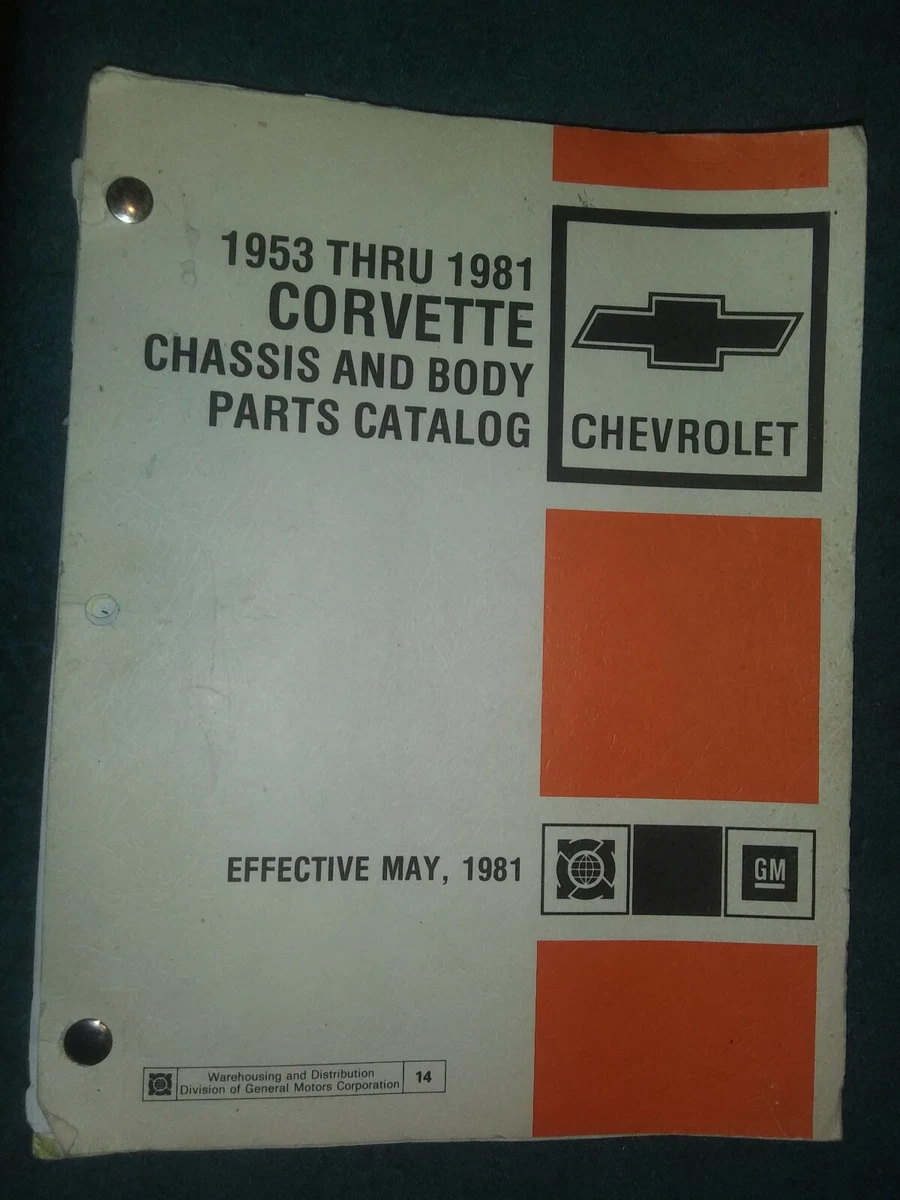 1953 THRU 1981
CORVETTE
CHASSIS AND BODY
PARTS CATALOG
CHEVROLET
EFFECTIVE MAY, 1981
GM
Warehousing and Distribution
Division of General Motors Corporation
14